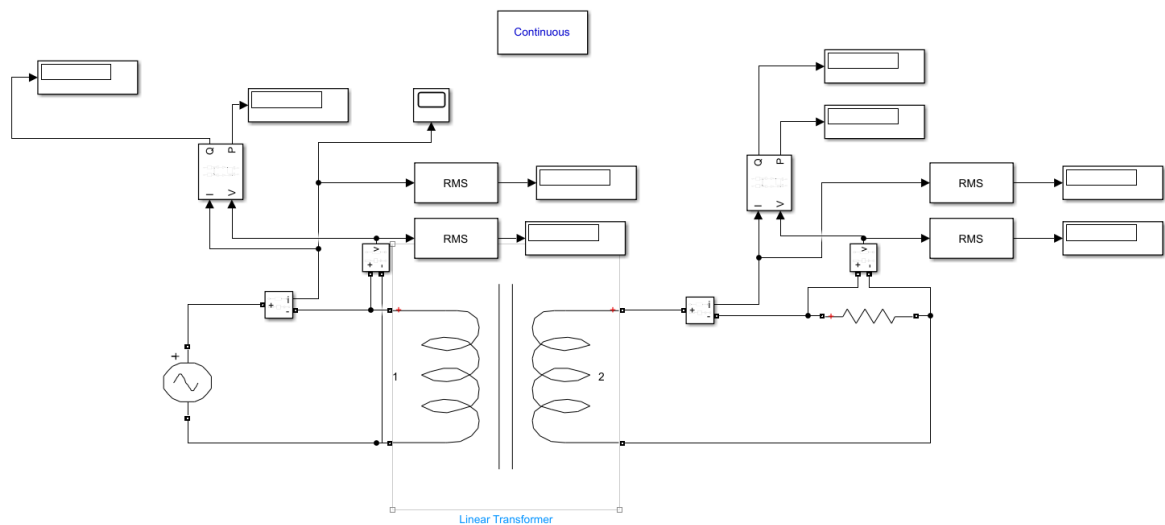 Continuous
Q P
I V
RMS
RMS
v
+ -
+ i
-
+
+
1
2
+
Q P
I V
RMS
RMS
v
+ -
+ i
-
+
Linear Transformer